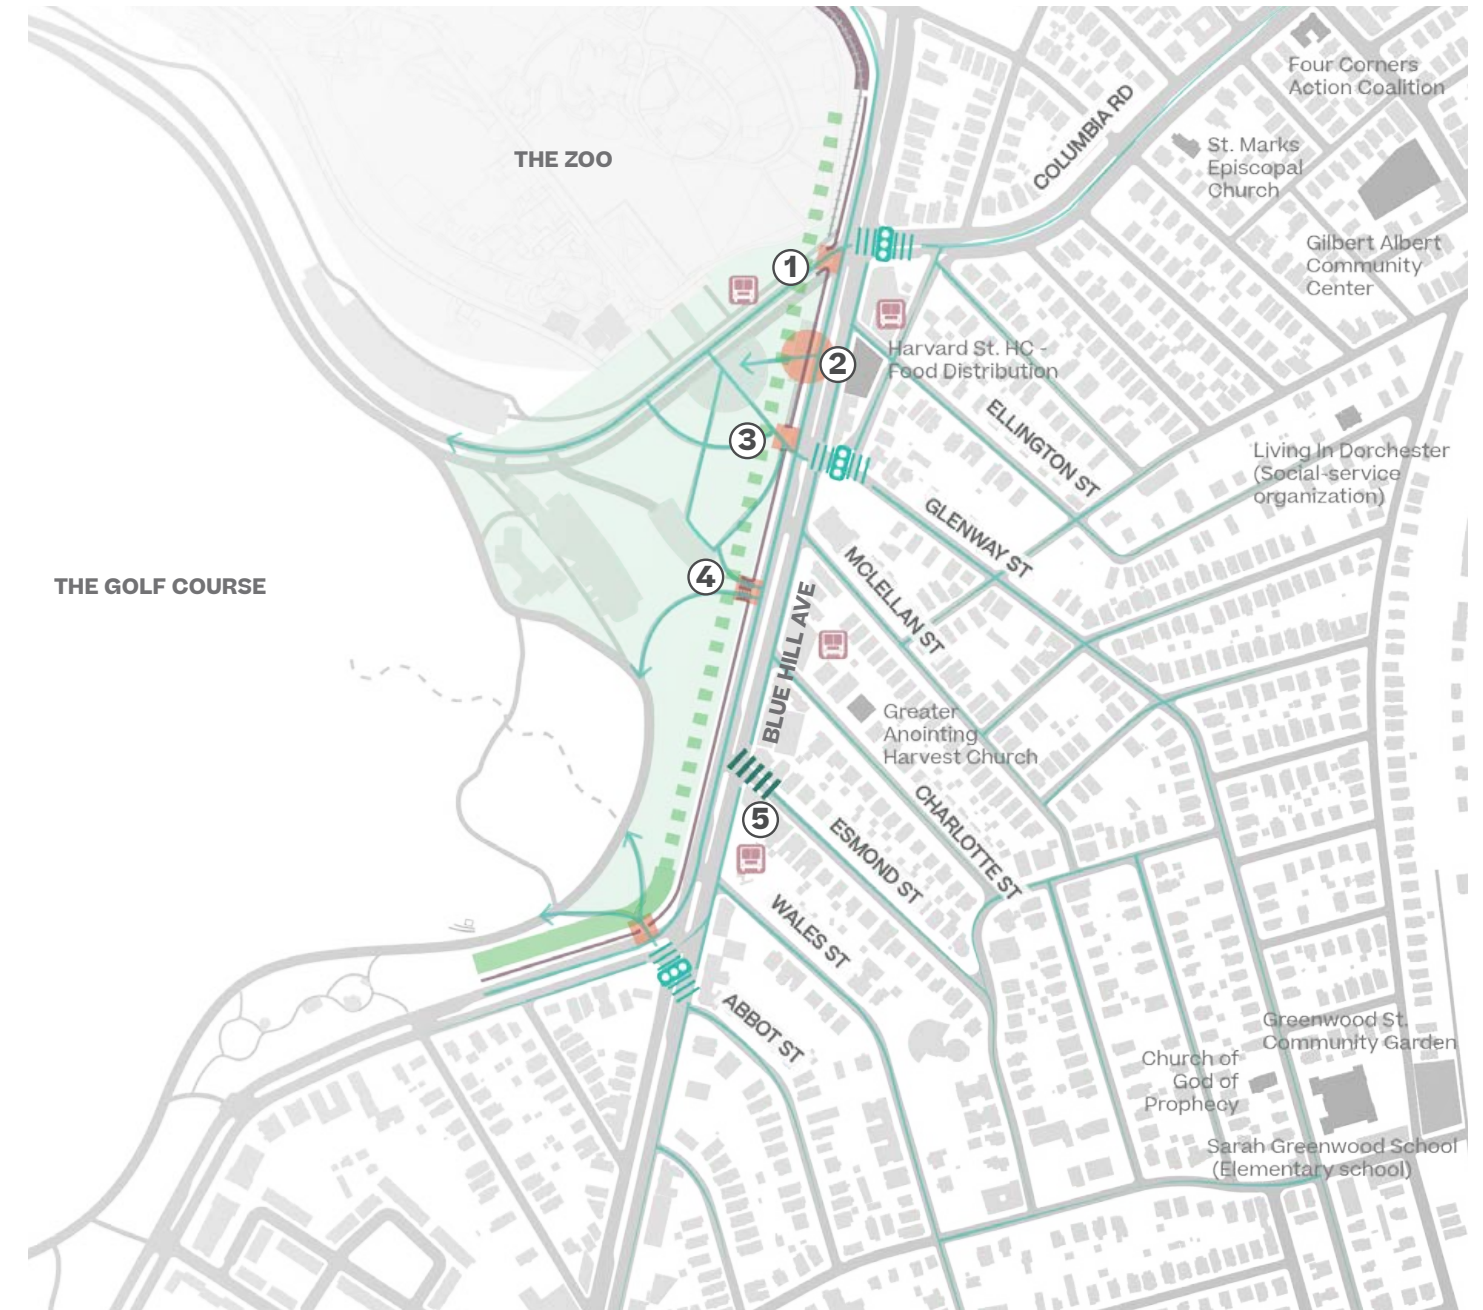 Four Corners
Action Coalition
COLUMBIA RD
THE ZOO
St. Marks
Episcopal
Church
Gilbert Albert
Community
Center
1
Harvard St. HC -
Food Distribution
2
ELLINGTON ST
3
Living In Dorchester
(Social-service
organization)
GLENWAY ST
THE GOLF COURSE
4
MCLELLAN ST
BLUE HILL AVE
Greater
Anointing
Harvest Church
5
CHARLOTTE ST
ESMOND ST
WALES ST
ABBOT ST
Greenwood St.
Community Garden
Church of
God of
Prophecy
Sarah Greenwood School
(Elementary school)